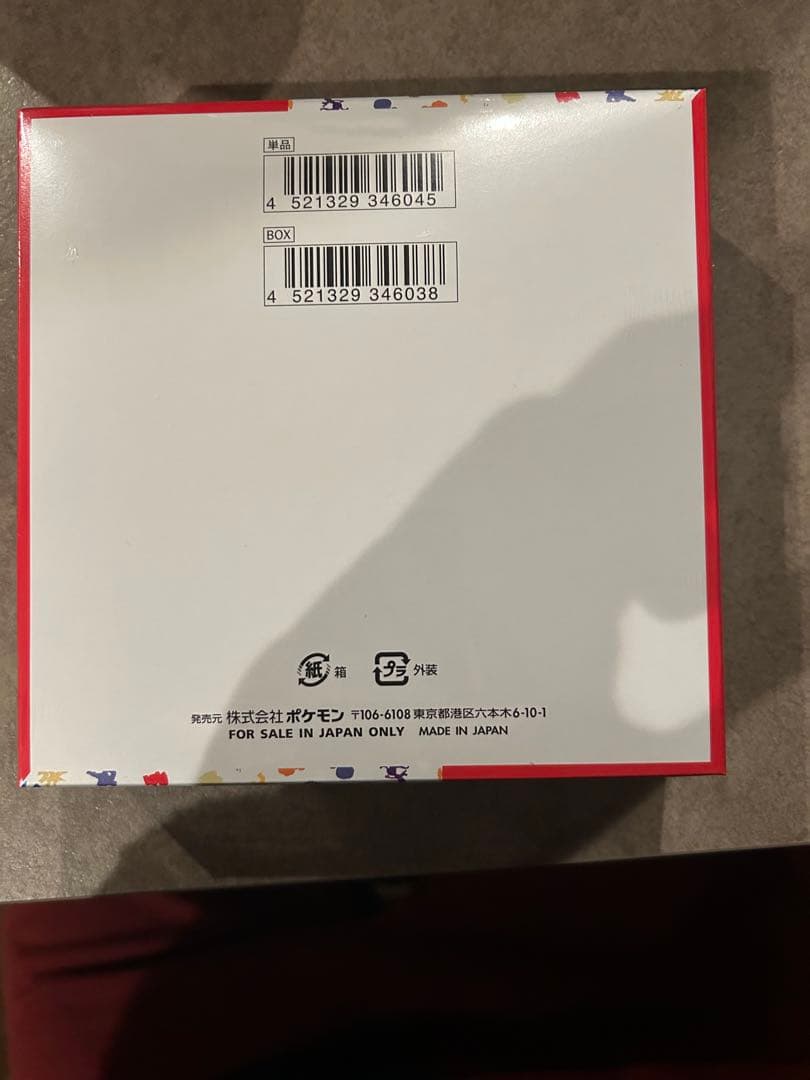 単品
4 521329 346045
BOX
4 521329 346038
紙 箱 プラ 外装
発売元 株式会社ポケモン 〒106-6108 東京都港区六本木6-10-1
FOR SALE IN JAPAN ONLY MADE IN JAPAN